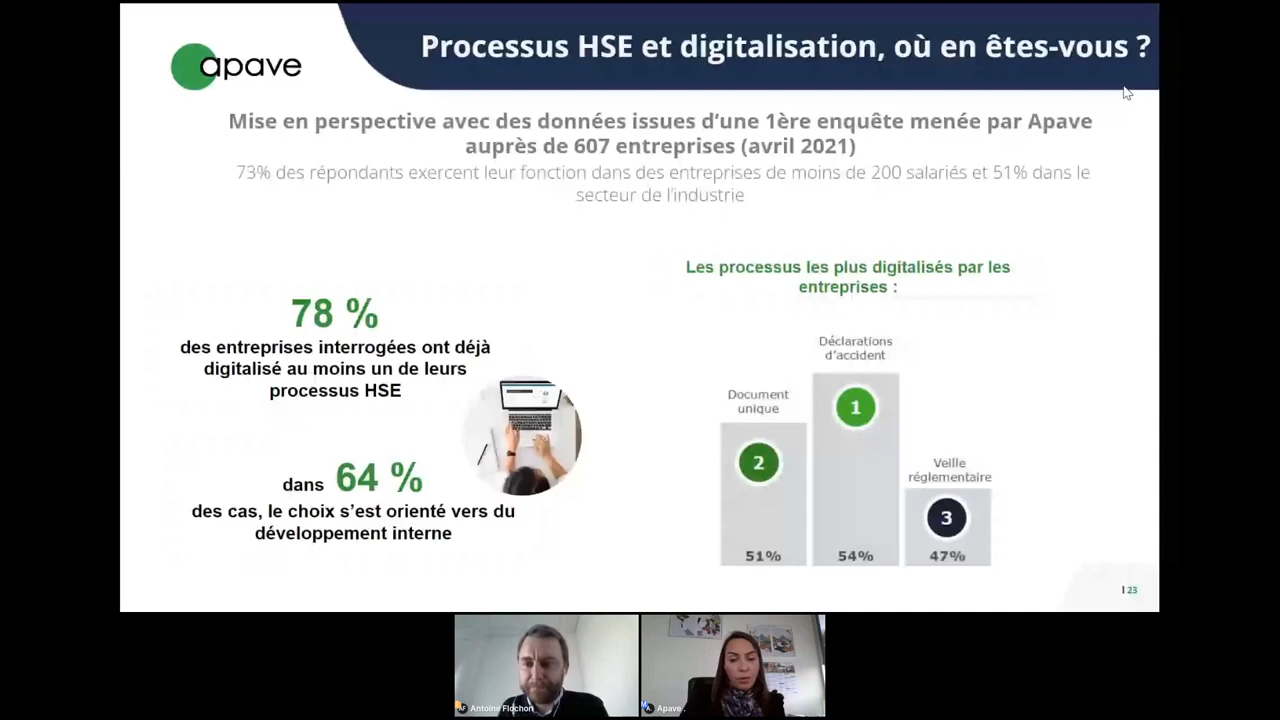 apave
Processus HSE et digitalisation, où en êtes-vous ?
Mise en perspective avec des données issues d'une 1ère enquête menée par Apave
auprès de 607 entreprises (avril 2021)
73% des répondants exercent leur fonction dans des entreprises de moins de 200 salariés et 51% dans le
secteur de l'industrie
78 %
des entreprises interrogées ont déjà
digitalisé au moins un de leurs
processus HSE
dans 64 %
des cas, le choix s'est orienté vers du
développement interne
Les processus les plus digitalisés par les
entreprises :
Déclarations
d'accident
1
54%
Document
unique
2
51%
Veille
réglementaire
3
47%
I 23
AF Antoine Flochon
A. Apave .